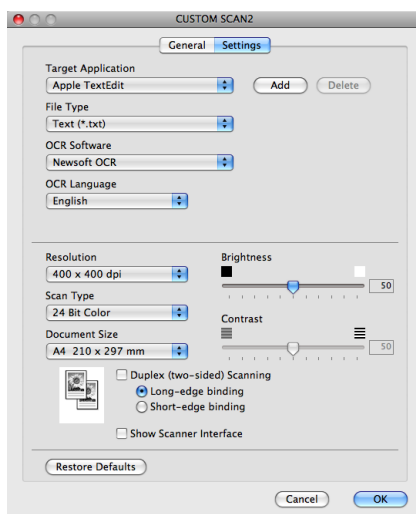 CUSTOM SCAN2
General Settings
Target Application
Apple TextEdit Add Delete
File Type
Text (*.txt)
OCR Software
Newsoft OCR
OCR Language
English
Resolution Brightness
400 x 400 dpi 50
Scan Type
24 Bit Color
Contrast
Document Size
A4 210 x 297 mm 50
Duplex (two-sided) Scanning
Long-edge binding
Short-edge binding
Show Scanner Interface
Restore Defaults
Cancel OK